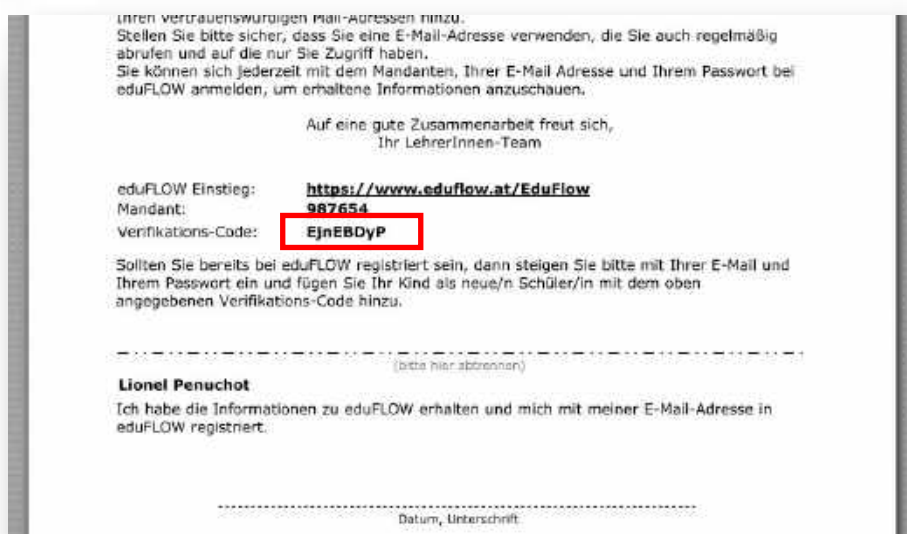 Ihren vertrauenswürdigen Mail-Adressen hinzu.
Stellen Sie bitte sicher, dass Sie eine E-Mail-Adresse verwenden, die Sie auch regelmäßig
abrufen und auf die nur Sie Zugriff haben.
Sie können sich jederzeit mit dem Mandanten, Ihrer E-Mail Adresse und Ihrem Passwort bei
eduFLOW anmelden, um erhaltene Informationen anzuschauen.
Auf eine gute Zusammenarbeit freut sich,
Ihr LehrerInnen-Team
eduFLOW Einstieg: https://www.eduflow.at/EduFlow
Mandant: 987654
Verifikations-Code: EjnEBDyP
Sollten Sie bereits bei eduFLOW registriert sein, dann steigen Sie bitte mit Ihrer E-Mail und
Ihrem Passwort ein und fügen Sie Ihr Kind als neue/n Schüler/in mit dem oben
angegebenen Verifikations-Code hinzu.
(bitte hier abtrennen)
Lionel Penuchot
Ich habe die Informationen zu eduFLOW erhalten und mich mit meiner E-Mail-Adresse in
eduFLOW registriert.
Datum, Unterschrift